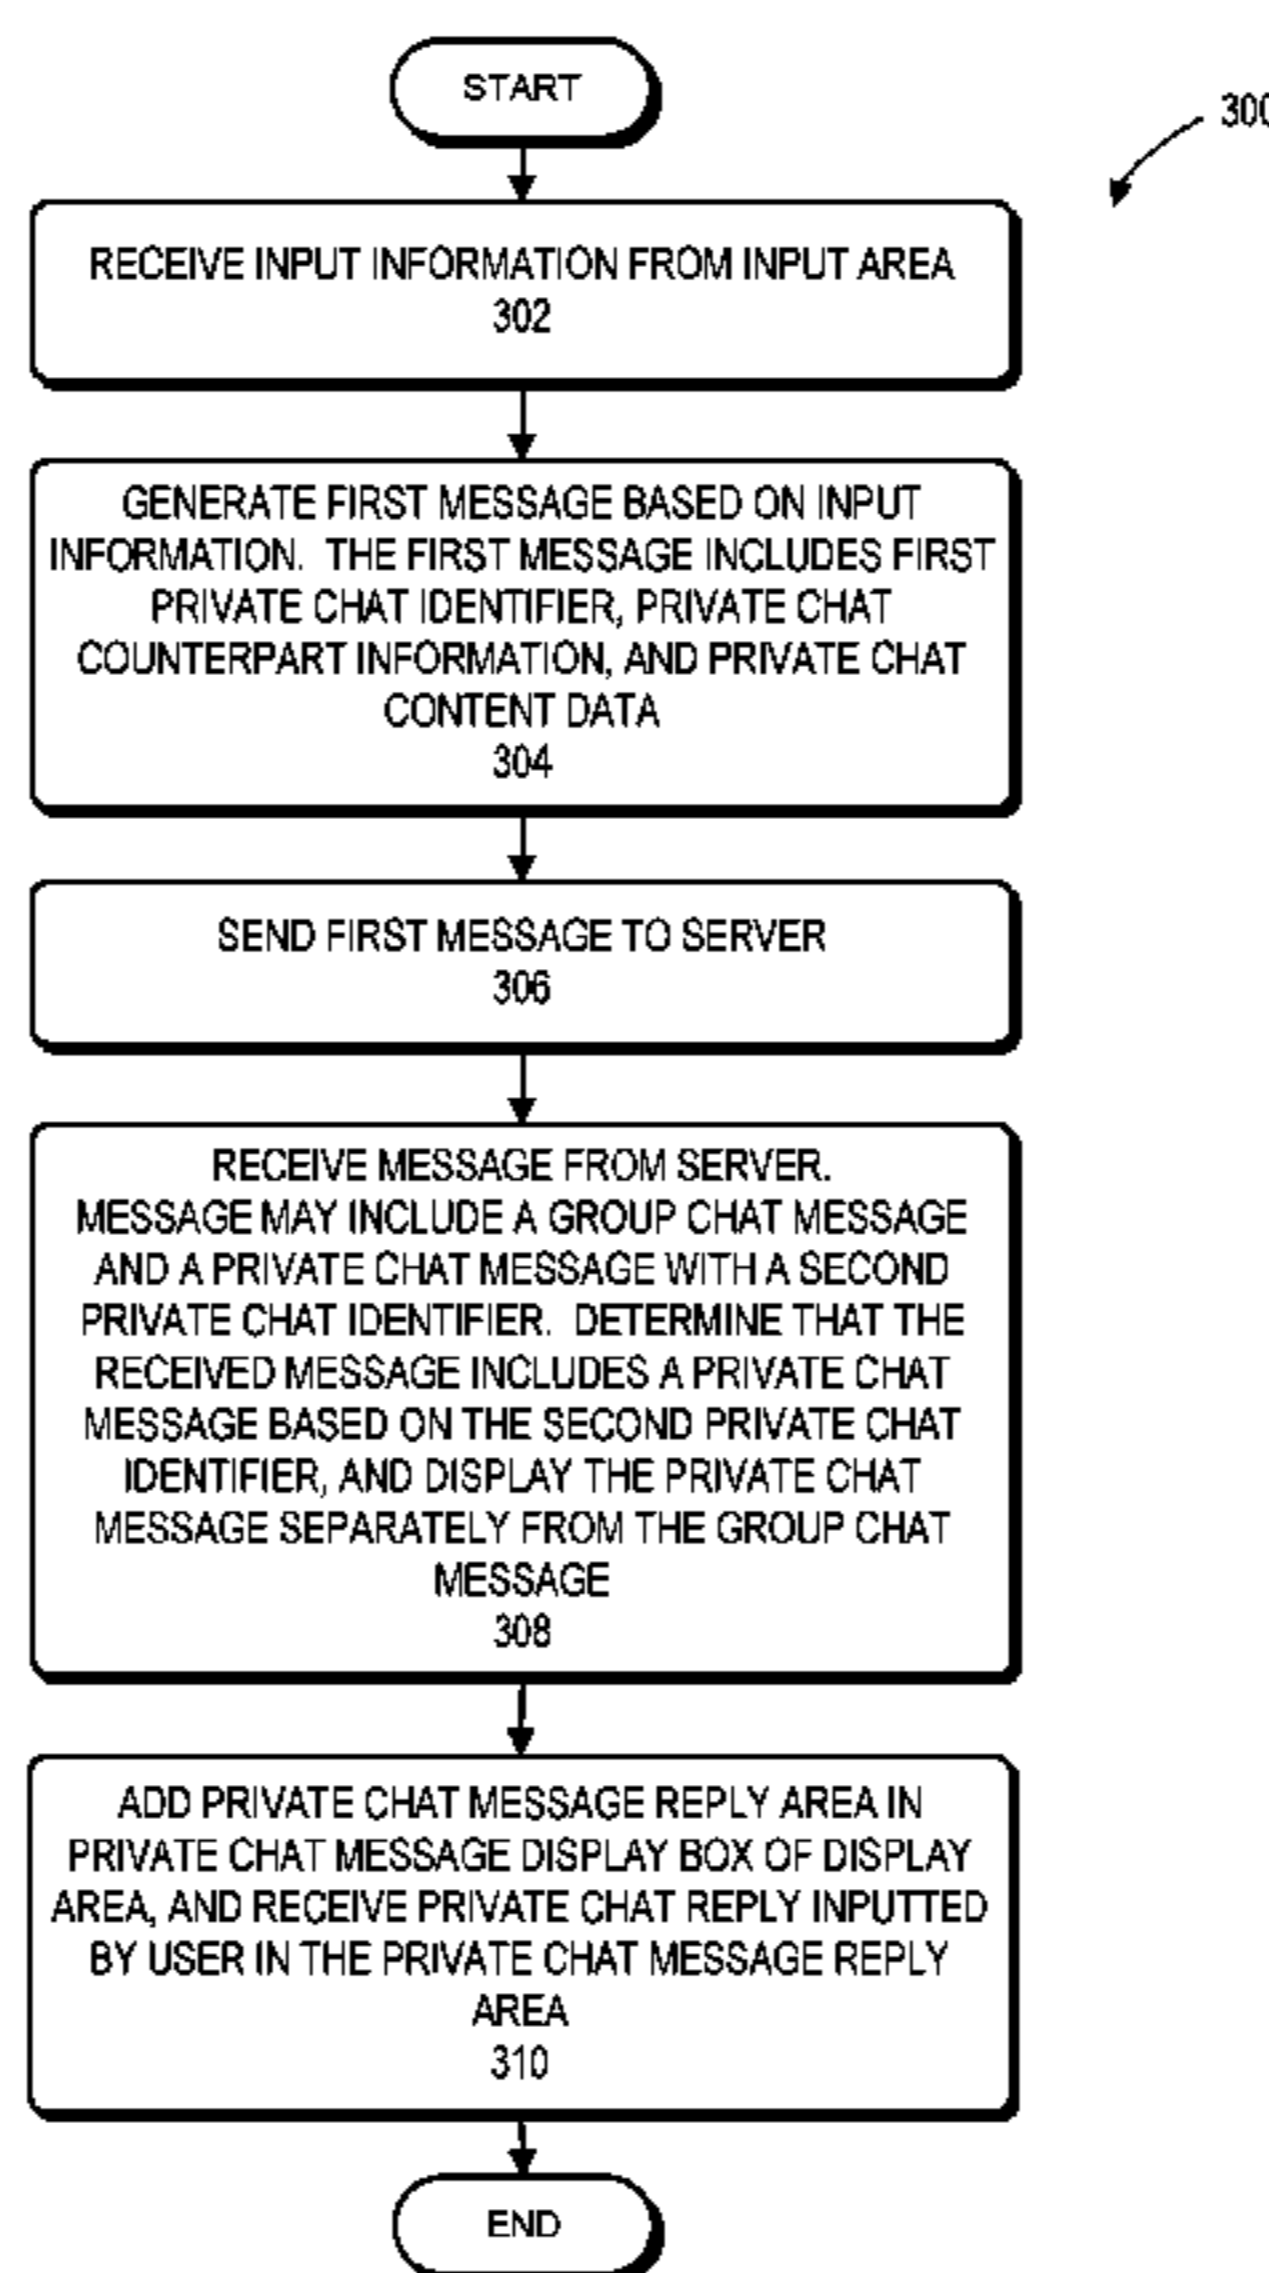 START
300
RECEIVE INPUT INFORMATION FROM INPUT AREA
302
GENERATE FIRST MESSAGE BASED ON INPUT
INFORMATION. THE FIRST MESSAGE INCLUDES FIRST
PRIVATE CHAT IDENTIFIER, PRIVATE CHAT
COUNTERPART INFORMATION, AND PRIVATE CHAT
CONTENT DATA
304
SEND FIRST MESSAGE TO SERVER
306
RECEIVE MESSAGE FROM SERVER.
MESSAGE MAY INCLUDE A GROUP CHAT MESSAGE
AND A PRIVATE CHAT MESSAGE WITH A SECOND
PRIVATE CHAT IDENTIFIER. DETERMINE THAT THE
RECEIVED MESSAGE INCLUDES A PRIVATE CHAT
MESSAGE BASED ON THE SECOND PRIVATE CHAT
IDENTIFIER, AND DISPLAY THE PRIVATE CHAT
MESSAGE SEPARATELY FROM THE GROUP CHAT
MESSAGE
308
ADD PRIVATE CHAT MESSAGE REPLY AREA IN
PRIVATE CHAT MESSAGE DISPLAY BOX OF DISPLAY
AREA, AND RECEIVE PRIVATE CHAT REPLY INPUTTED
BY USER IN THE PRIVATE CHAT MESSAGE REPLY
AREA
310
END